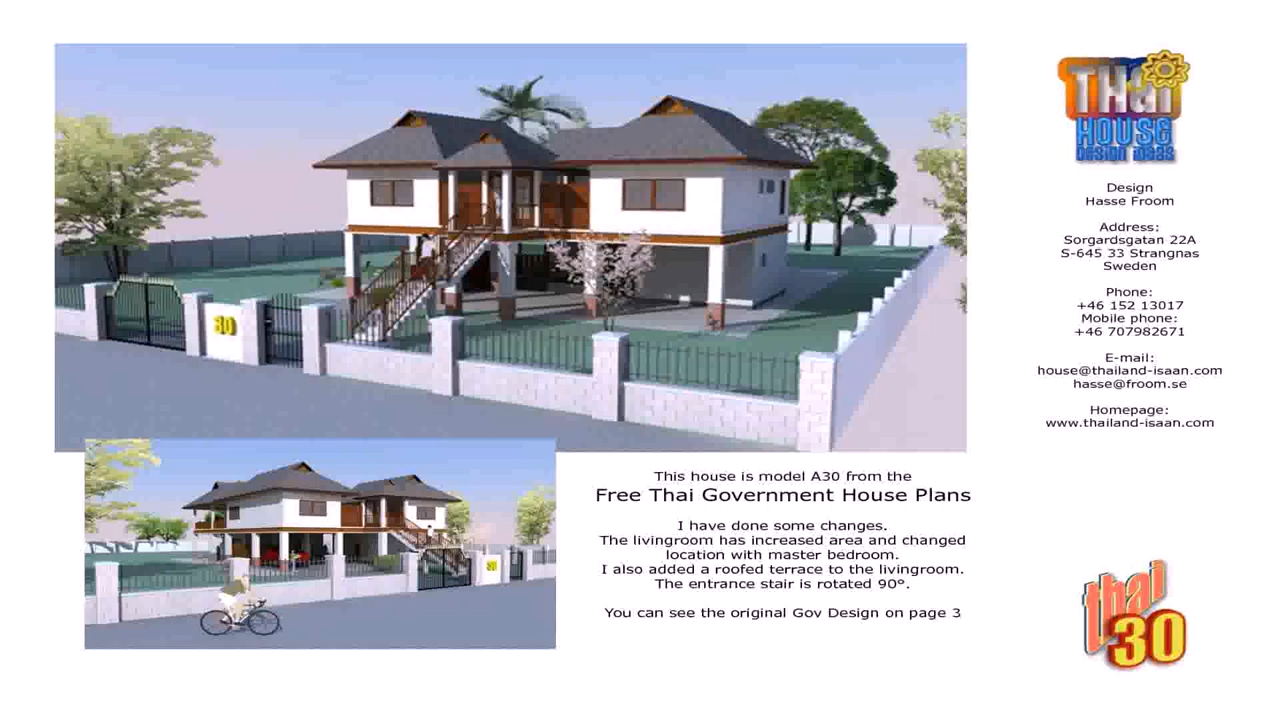 THai
HOUSE
Design ideas
Design
Hasse Froom
Address:
Sorgardsgatan 22A
S-645 33 Strangnas
Sweden
Phone:
+46 152 13017
Mobile phone:
+46 707982671
E-mail:
house@thailand-isaan.com
hasse@froom.se
Homepage:
www.thailand-isaan.com
30
30
This house is model A30 from the
Free Thai Government House Plans
I have done some changes.
The livingroom has increased area and changed
location with master bedroom.
I also added a roofed terrace to the livingroom.
The entrance stair is rotated 90°.
You can see the original Gov Design on page 3
thai
30